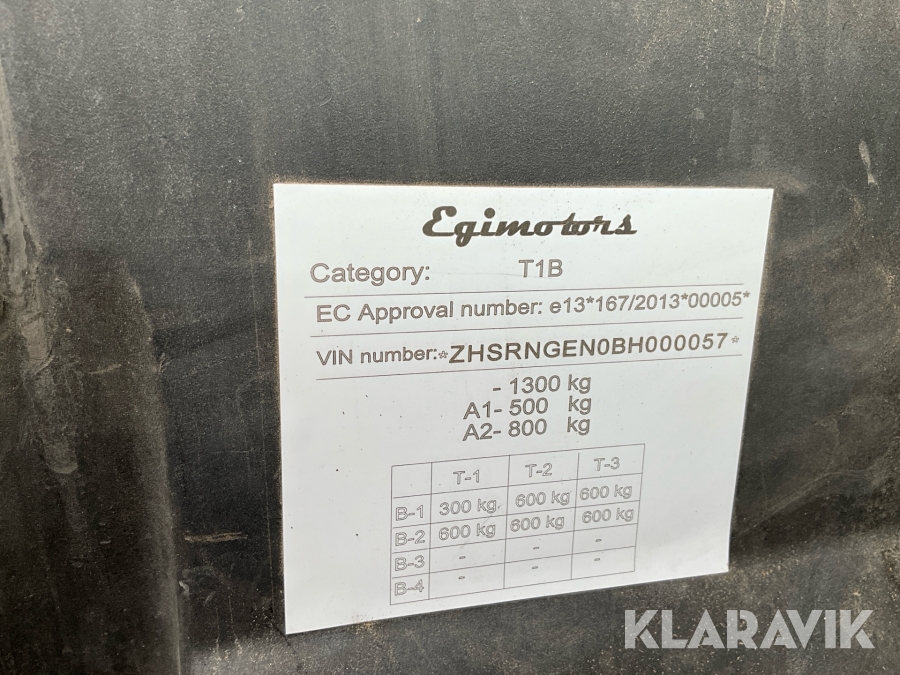 Egimotors
Category: T1B
EC Approval number: e13*167/2013*00005*
VIN number:*ZHSRNGEN0BH000057*
- 1300 kg
A1- 500 kg
A2- 800 kg
T-1 T-2 T-3
B-1 300 kg 600 kg 600 kg
B-2 600 kg 600 kg 600 kg
B-3 - - -
B-4 - - -
KLARAVIK